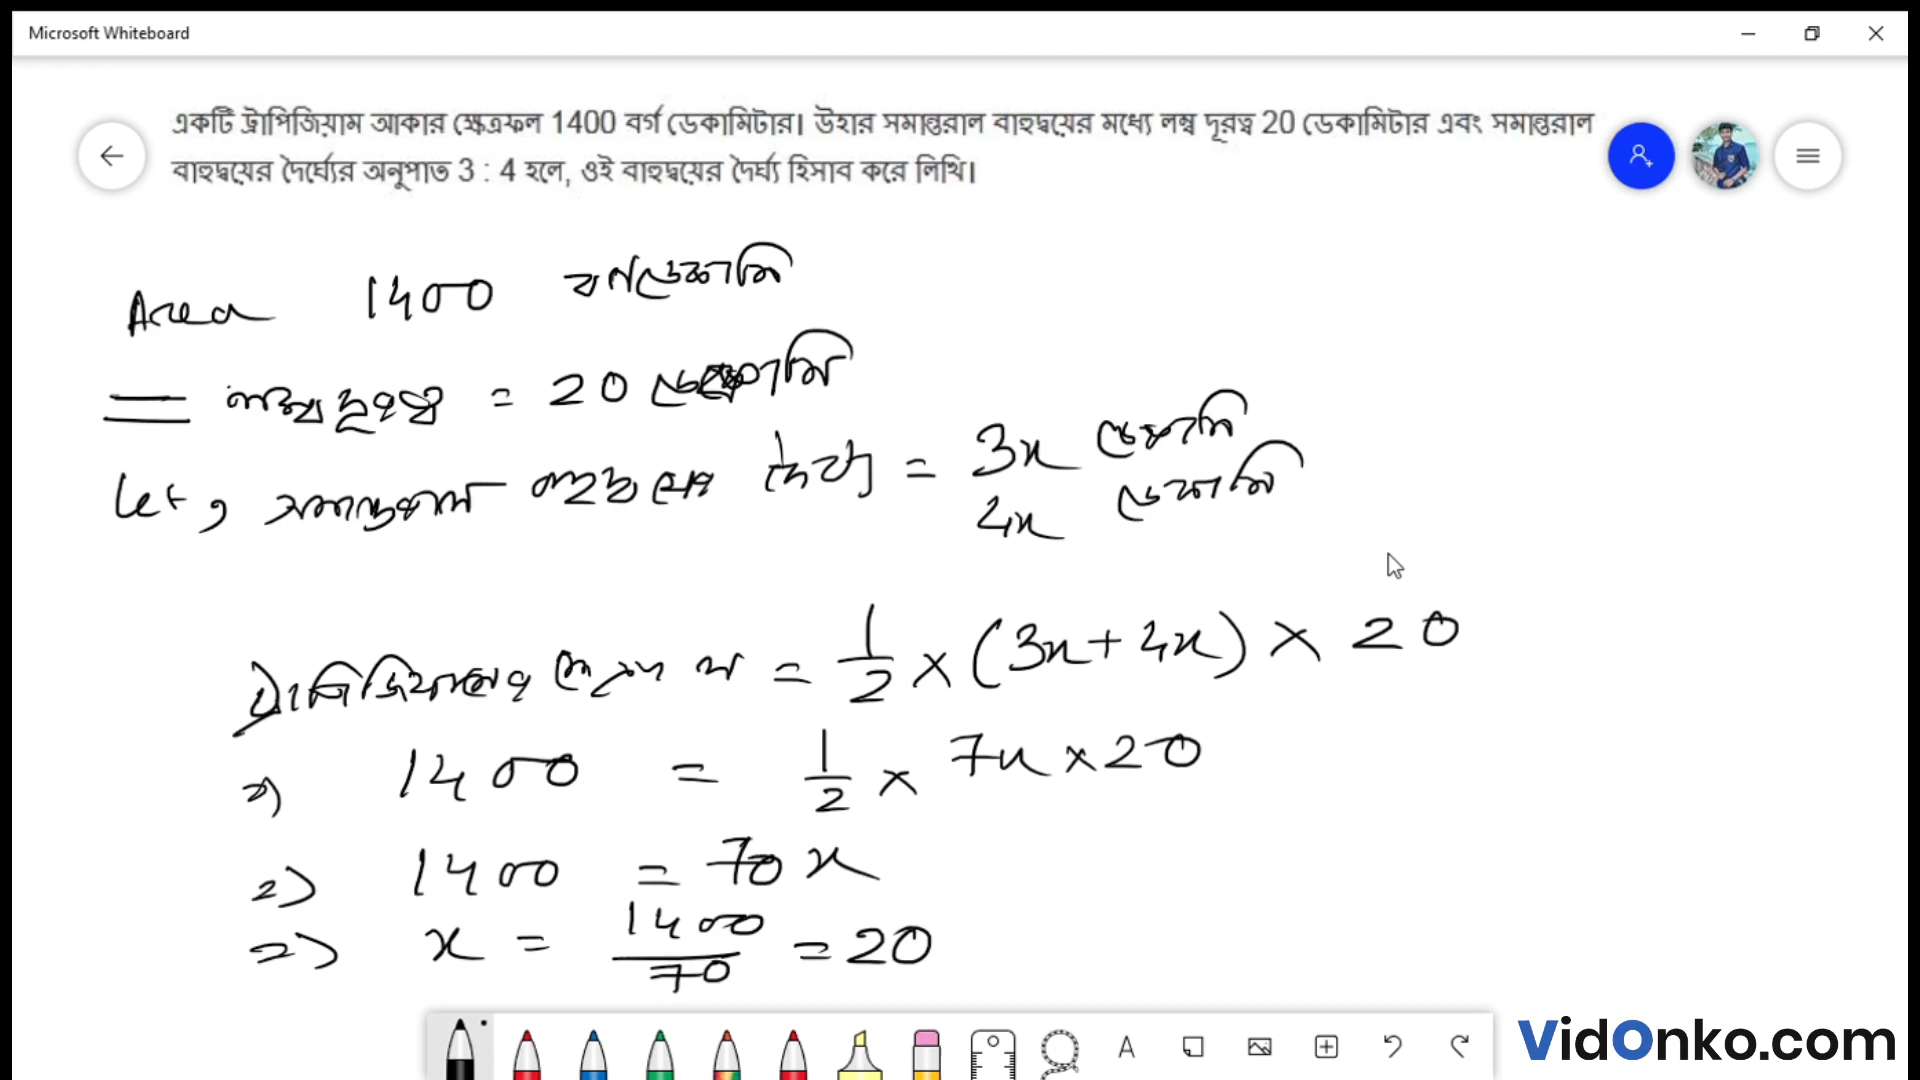 Microsoft Whiteboard
একটি ট্রাপিজিয়াম আকার ক্ষেত্রফল 1400 বর্গ ডেকামিটার। উহার সমান্তরাল বাহুদ্বয়ের মধ্যে লম্ব দূরত্ব 20 ডেকামিটার এবং সমান্তরাল
বাহুদ্বয়ের দৈর্ঘ্যের অনুপাত 3 : 4 হলে, ওই বাহুদ্বয়ের দৈর্ঘ্য হিসাব করে লিখি।
Area 1400 বর্গডেকামি
লম্বদূরত্ব = 20 ডেকামি
Let, সমান্তরাল বাহুদ্বয়ের দৈর্ঘ্য = 3x ডেকামি
4x ডেকামি
ট্রাপিজিয়ামের ক্ষেত্রফল = 1/2 × (3x + 4x) × 20
=> 1400 = 1/2 × 7x × 20
=> 1400 = 70x
=> x = 1400/70 = 20
VidOnko.com